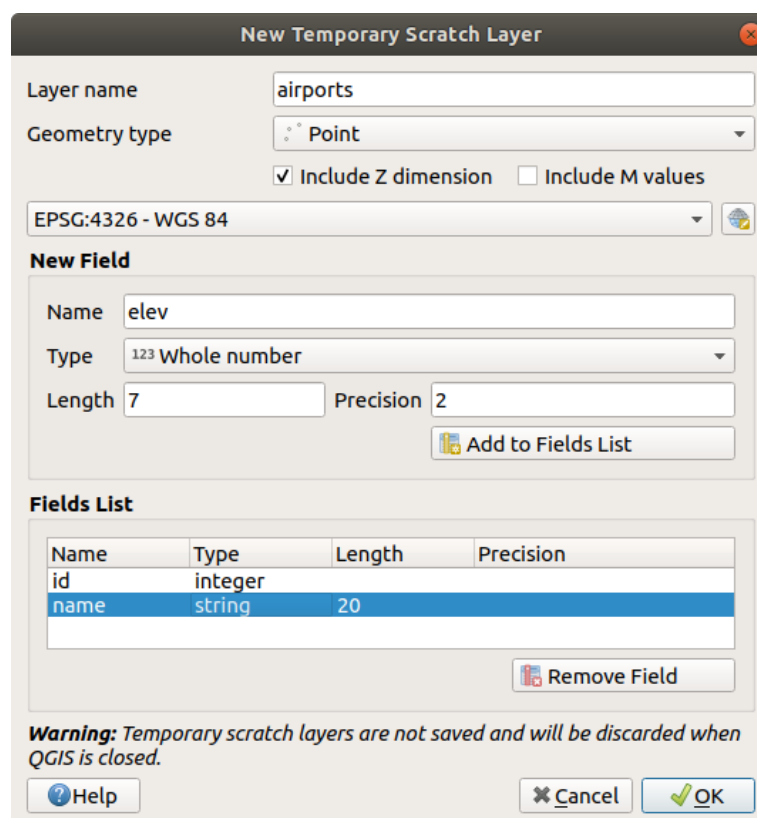 New Temporary Scratch Layer
Layer name airports
Geometry type Point
Include Z dimension Include M values
EPSG:4326 - WGS 84
New Field
Name elev
Type 123 Whole number
Length 7 Precision 2
Add to Fields List
Fields List
Name Type Length Precision
id integer
name string 20
Remove Field
Warning: Temporary scratch layers are not saved and will be discarded when
QGIS is closed.
Help Cancel OK